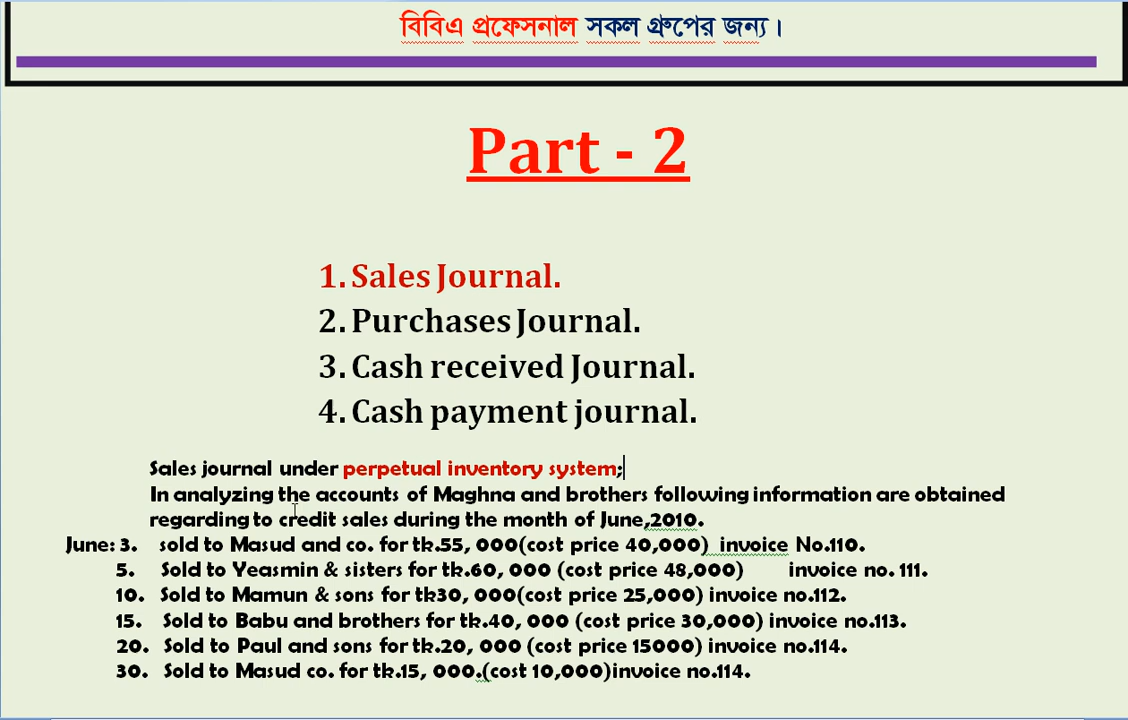 বিবিএ প্রফেসনাল সকল গ্রুপের জন্য।
Part - 2
1. Sales Journal.
2. Purchases Journal.
3. Cash received Journal.
4. Cash payment journal.
Sales journal under perpetual inventory system;
In analyzing the accounts of Maghna and brothers following information are obtained
regarding to credit sales during the month of June,2010.
June: 3. sold to Masud and co. for tk.55, 000(cost price 40,000) invoice No.110.
5. Sold to Yeasmin & sisters for tk.60, 000 (cost price 48,000) invoice no. 111.
10. Sold to Mamun & sons for tk30, 000(cost price 25,000) invoice no.112.
15. Sold to Babu and brothers for tk.40, 000 (cost price 30,000) invoice no.113.
20. Sold to Paul and sons for tk.20, 000 (cost price 15000) invoice no.114.
30. Sold to Masud co. for tk.15, 000.(cost 10,000)invoice no.114.